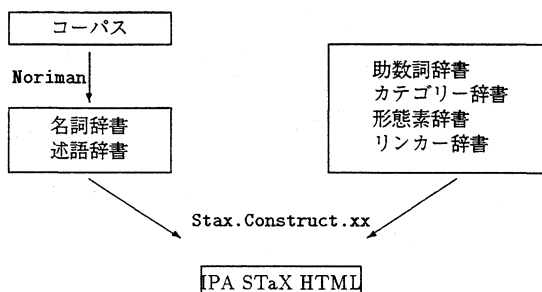 コーパス
Noriman
名詞辞書
述語辞書
助数詞辞書
カテゴリー辞書
形態素辞書
リンカー辞書
Stax.Construct.xx
IPA STaX HTML